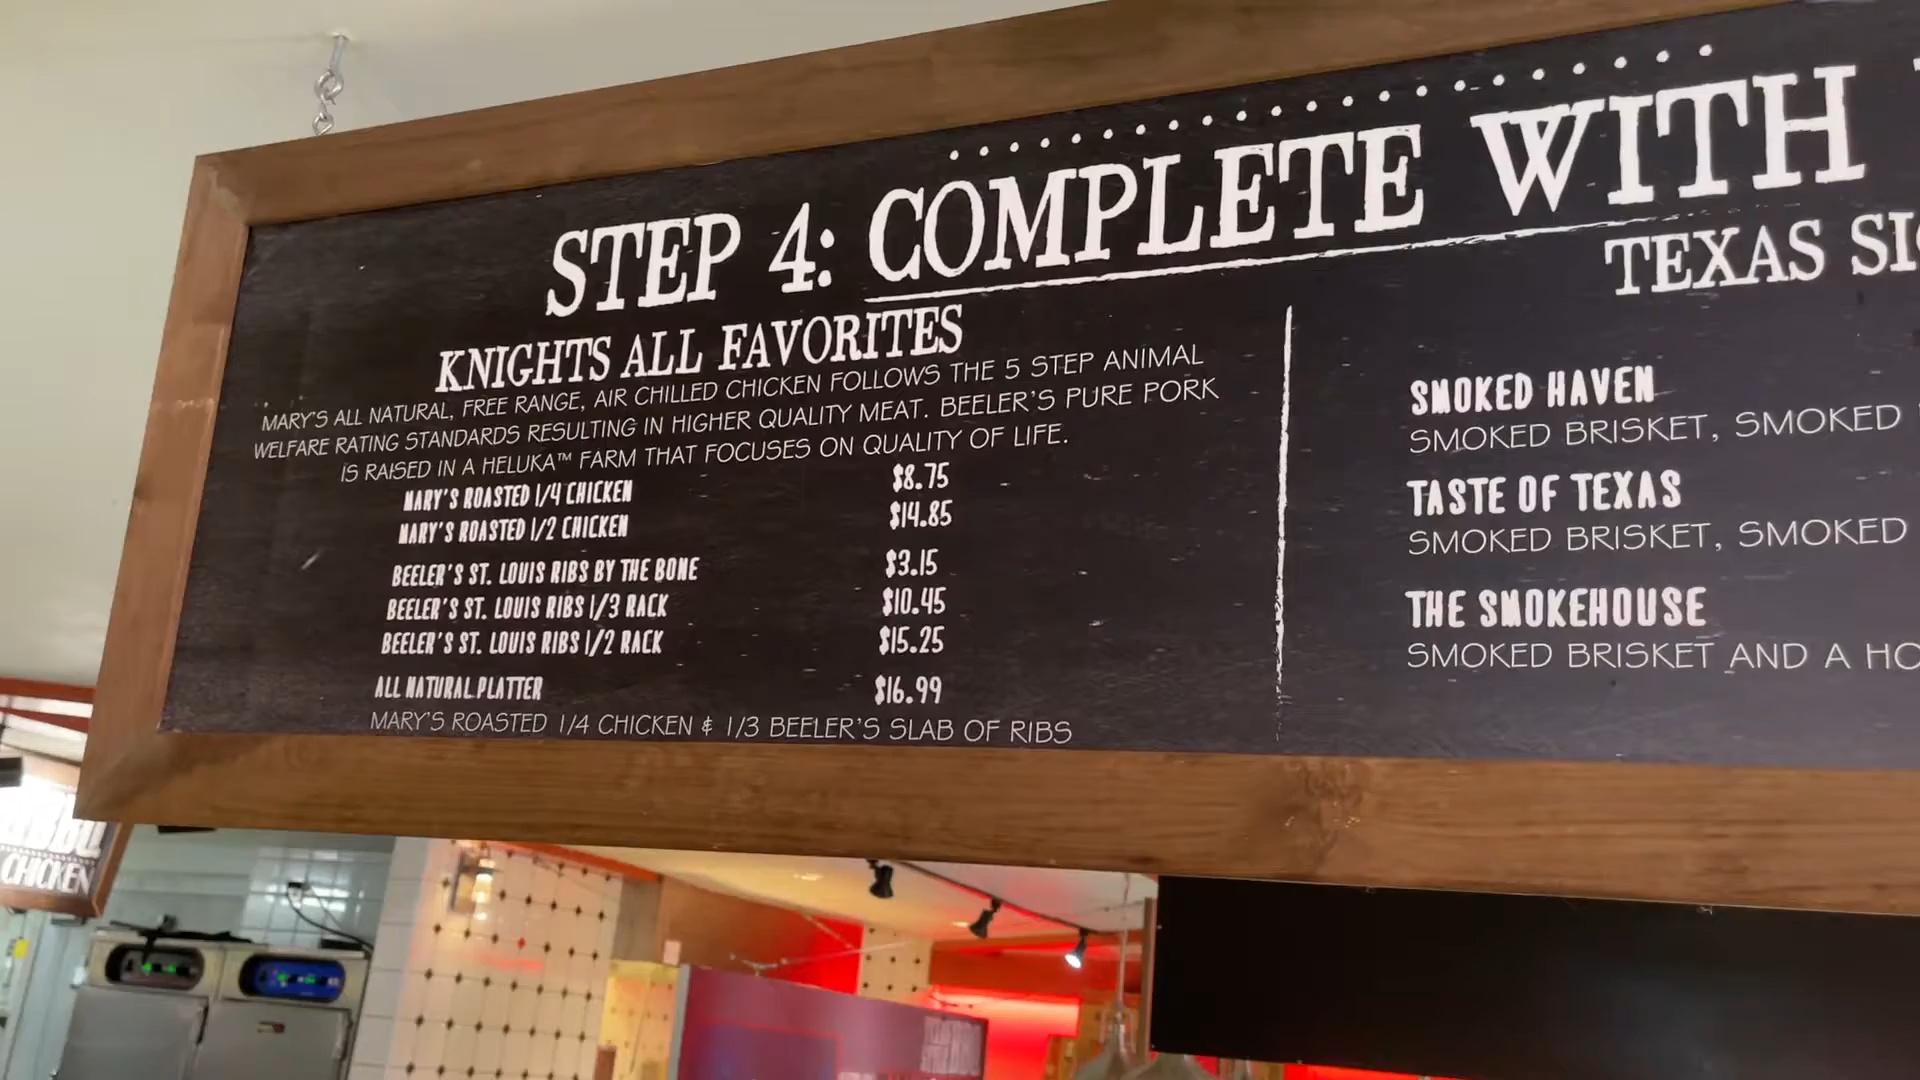 STEP 4: COMPLETE WITH
KNIGHTS ALL FAVORITES
MARY'S ALL NATURAL, FREE RANGE, AIR CHILLED CHICKEN FOLLOWS THE 5 STEP ANIMAL
WELFARE RATING STANDARDS RESULTING IN HIGHER QUALITY MEAT. BEELER'S PURE PORK
IS RAISED IN A HELUKA™ FARM THAT FOCUSES ON QUALITY OF LIFE.
MARY'S ROASTED 1/4 CHICKEN $8.75
MARY'S ROASTED 1/2 CHICKEN $14.85
BEELER'S ST. LOUIS RIBS BY THE BONE $3.15
BEELER'S ST. LOUIS RIBS 1/3 RACK $10.45
BEELER'S ST. LOUIS RIBS 1/2 RACK $15.25
ALL NATURAL PLATTER $16.99
MARY'S ROASTED 1/4 CHICKEN & 1/3 BEELER'S SLAB OF RIBS
TEXAS
SMOKED HAVEN
SMOKED BRISKET, SMOKED
TASTE OF TEXAS
SMOKED BRISKET, SMOKED
THE SMOKEHOUSE
SMOKED BRISKET AND A
CHICKEN